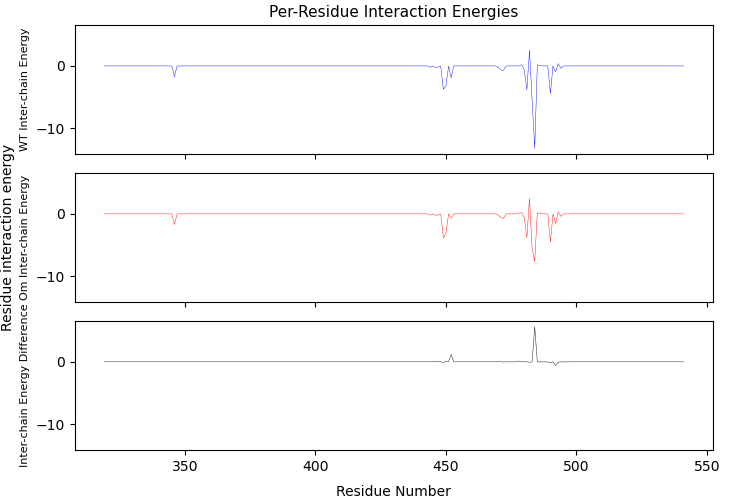 Per-Residue Interaction Energies
Residue interaction energy
WT Inter-chain Energy
0
−10
Om Inter-chain Energy
0
−10
Inter-chain Energy Difference
0
−10
350
400
450
500
550
Residue Number